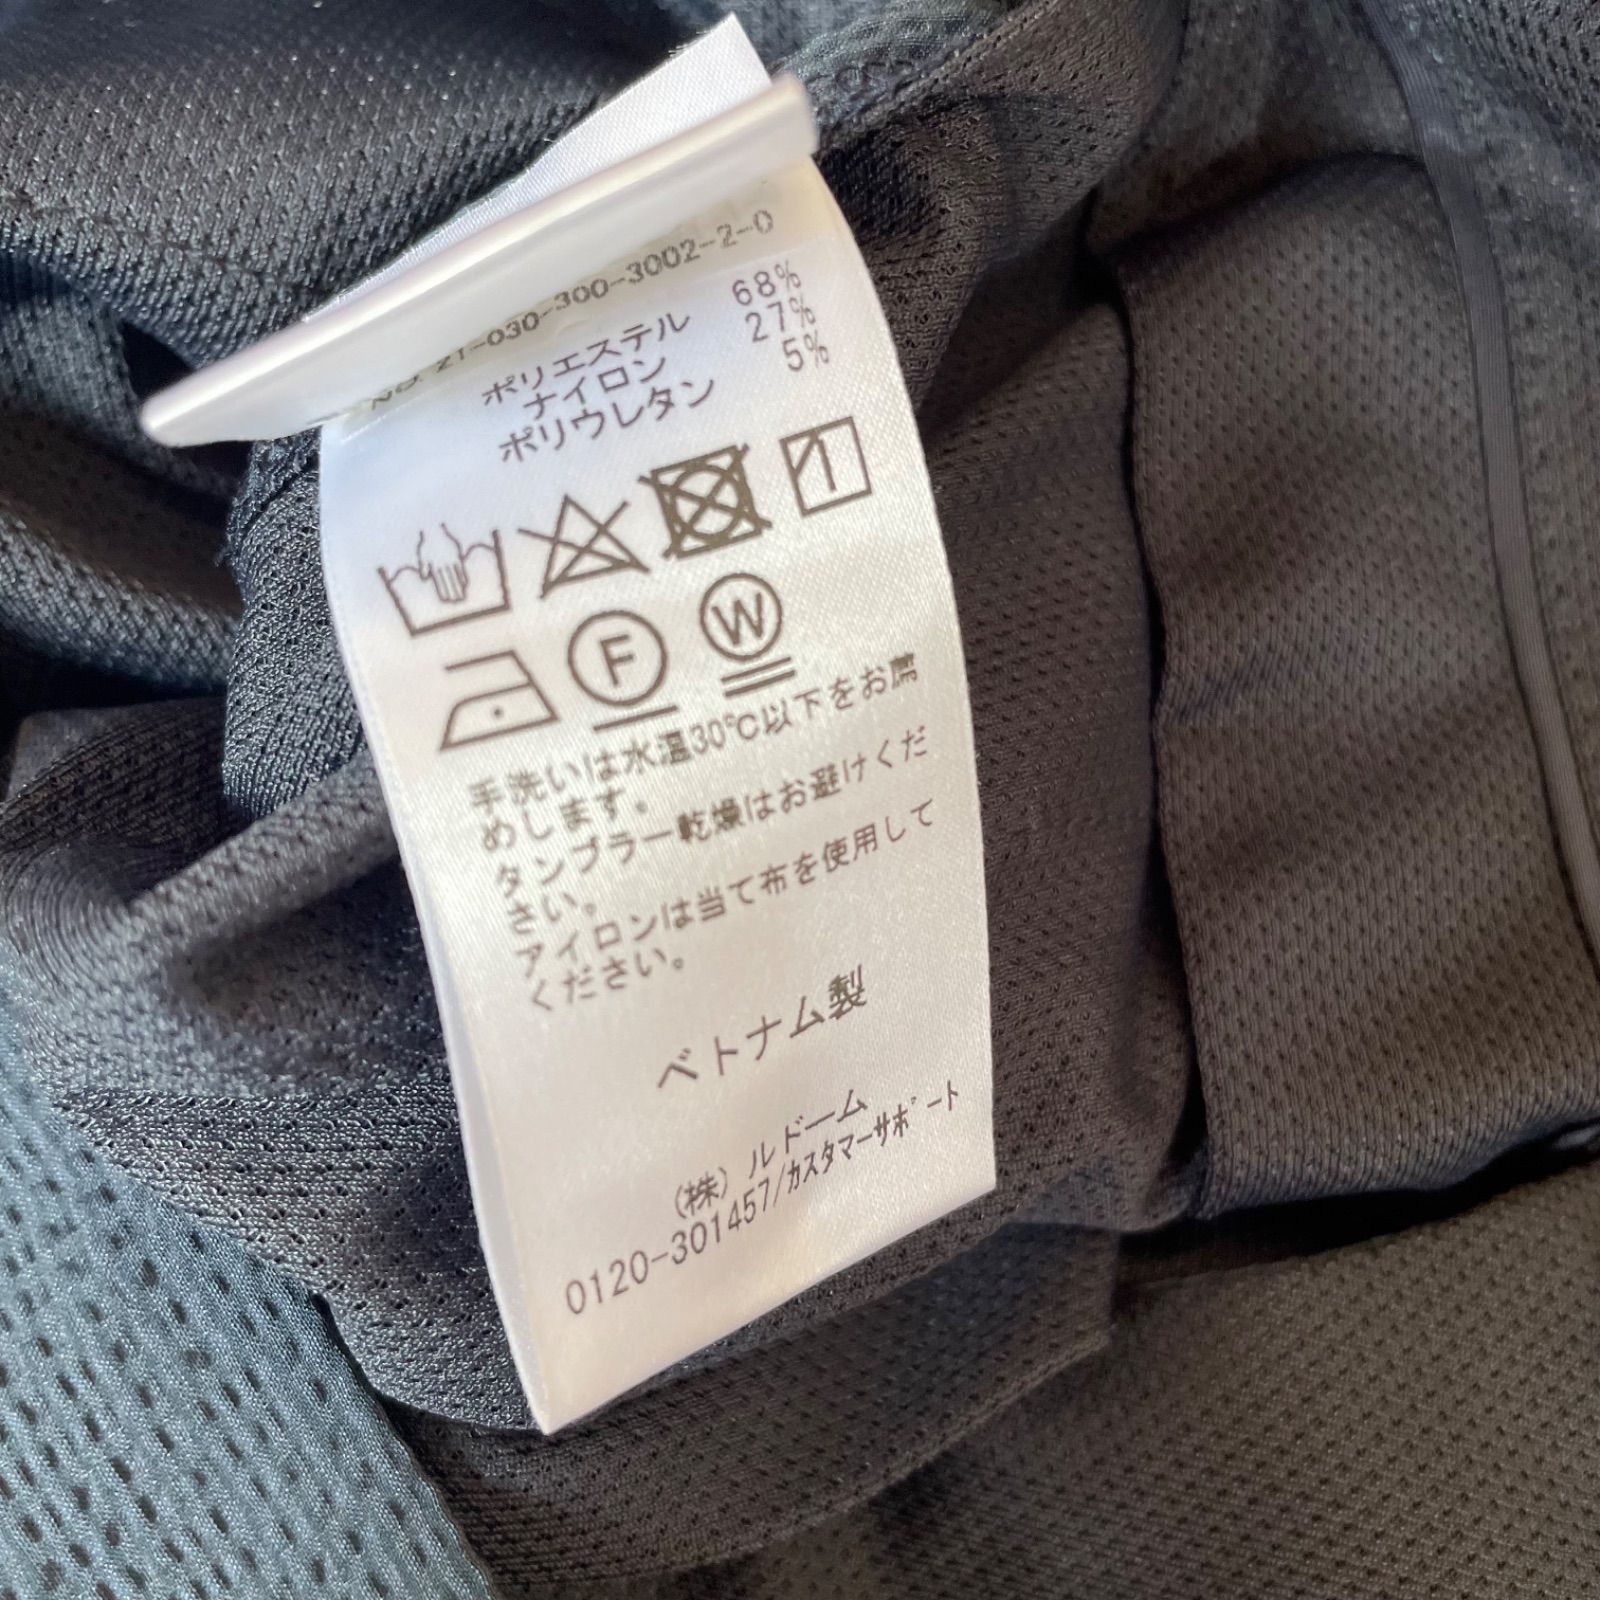 NO. 21-030-300-3002-2-0
ポリエステル 68%
ナイロン 27%
ポリウレタン 5%
F
W
手洗いは水温30℃以下をお薦
めします。
タンブラー乾燥はお避けくだ
さい。
アイロンは当て布を使用して
ください。
ベトナム製
(株)ルドーム
0120-301457/カスタマーサポート